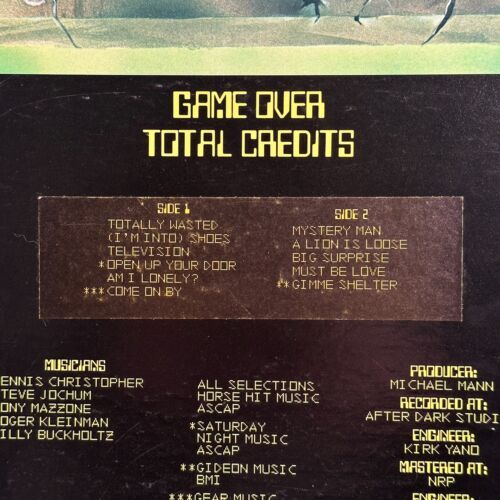 GAME OVER
TOTAL CREDITS
SIDE 1
TOTALLY WASTED
(I'M INTO) SHOES
TELEVISION
*OPEN UP YOUR DOOR
AM I LONELY?
***COME ON BY
SIDE 2
MYSTERY MAN
A LION IS LOOSE
BIG SURPRISE
MUST BE LOVE
**GIMME SHELTER
MUSICIANS
ENNIS CHRISTOPHER
TEVE JOCHUM
ONY MAZZONE
OGER KLEINMAN
ILLY BUCKHOLTZ
ALL SELECTIONS
HORSE HIT MUSIC
ASCAP
*SATURDAY
NIGHT MUSIC
ASCAP
**GIDEON MUSIC
BMI
***GEAR MUSIC
PRODUCER:
MICHAEL MANN
RECORDED AT:
AFTER DARK STUDI
ENGINEER:
KIRK YANO
MASTERED AT:
NRP
ENGINEER: